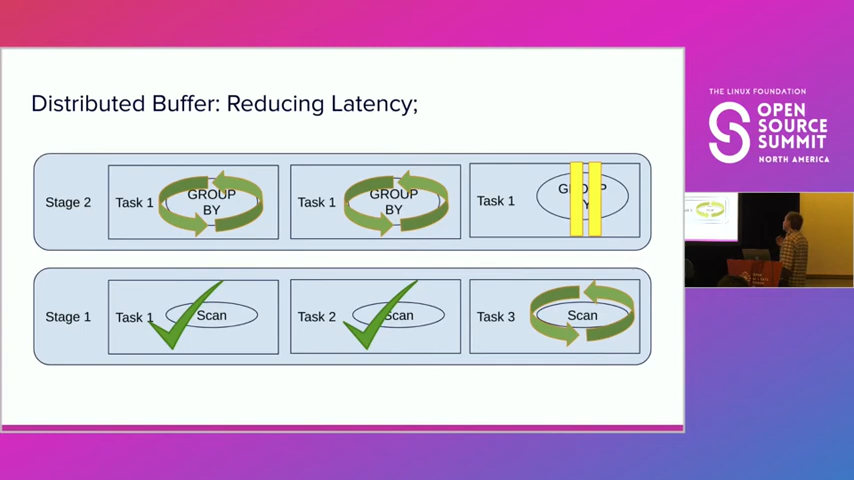 THE LINUX FOUNDATION
OPEN
SOURCE
SUMMIT
NORTH AMERICA
Distributed Buffer: Reducing Latency;
Stage 2
Task 1
GROUP
BY
Task 1
GROUP
BY
Task 1
Stage 1
Task 1
Scan
Task 2
Scan
Task 3
Scan